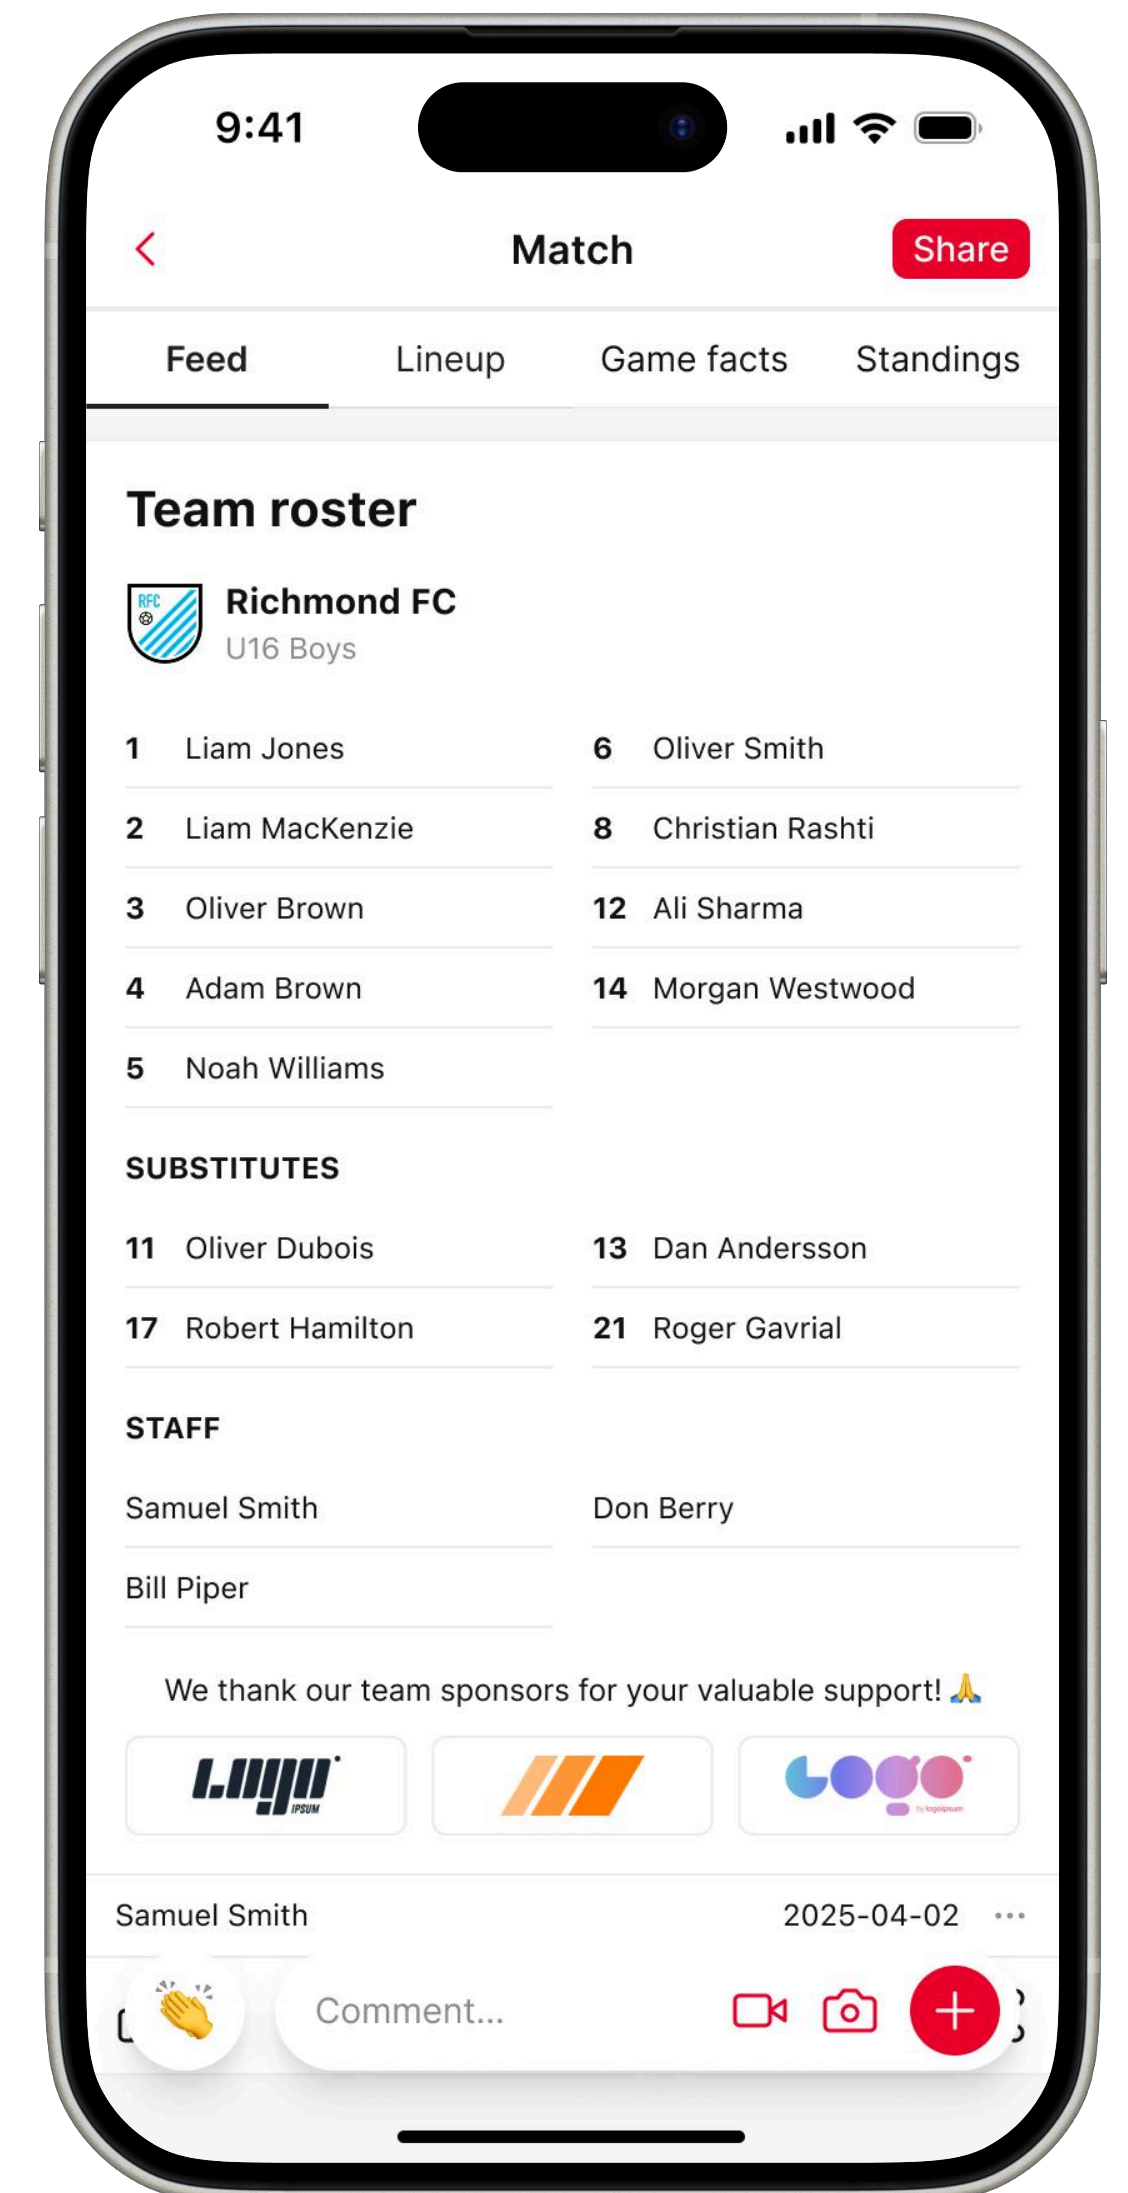 9:41
Match
Share
Feed Lineup Game facts Standings
Team roster
RFC
Richmond FC
U16 Boys
1 Liam Jones
6 Oliver Smith
2 Liam MacKenzie
8 Christian Rashti
3 Oliver Brown
12 Ali Sharma
4 Adam Brown
14 Morgan Westwood
5 Noah Williams
SUBSTITUTES
11 Oliver Dubois
13 Dan Andersson
17 Robert Hamilton
21 Roger Gavrial
STAFF
Samuel Smith
Don Berry
Bill Piper
We thank our team sponsors for your valuable support! 🙏
Logo
IPSUM
LOGO
by logoipsum
Samuel Smith
2025-04-02
Comment...